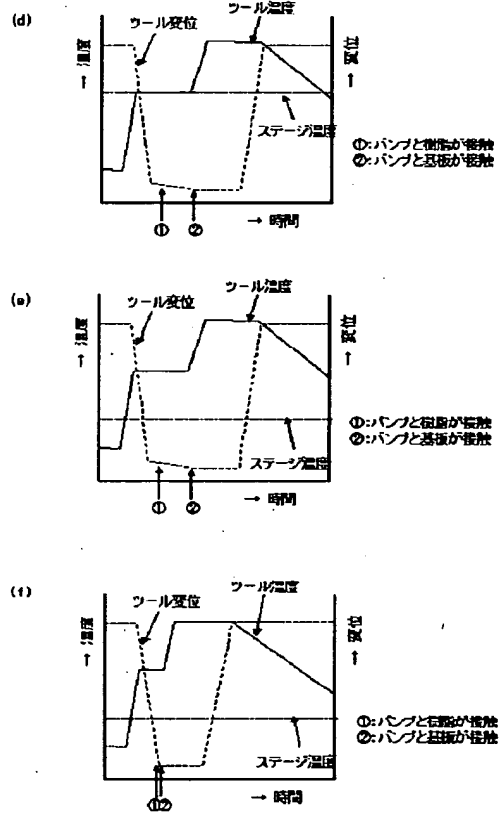 (d)
ツール温度
ツール変位
→ 温度
→ 変位
ステージ温度
①:バンプと樹脂が接触
②:バンプと基板が接触
① ②
→ 時間
(e)
ツール温度
ツール変位
→ 温度
→ 変位
①:バンプと樹脂が接触
②:バンプと基板が接触
ステージ温度
① ②
→ 時間
(f)
ツール変位
ツール温度
→ 温度
→ 変位
①:バンプと樹脂が接触
②:バンプと基板が接触
ステージ温度
①②
→ 時間